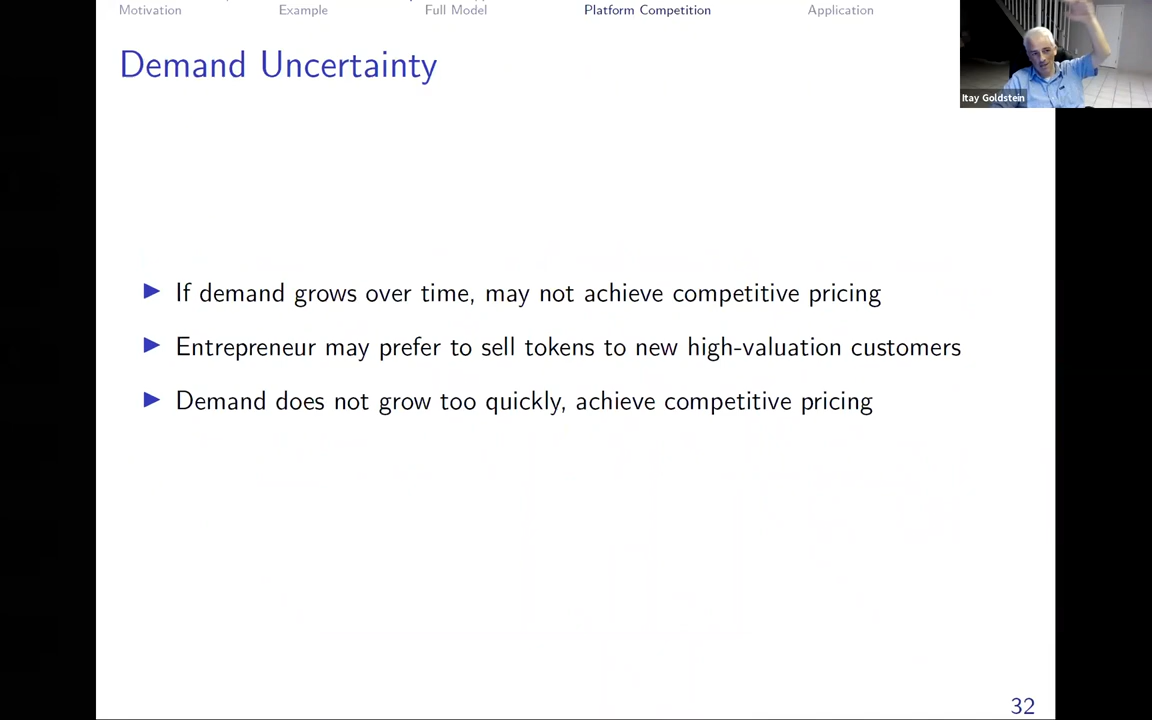 Motivation Example Full Model Platform Competition Application
Demand Uncertainty
Itay Goldstein
If demand grows over time, may not achieve competitive pricing
Entrepreneur may prefer to sell tokens to new high-valuation customers
Demand does not grow too quickly, achieve competitive pricing
32